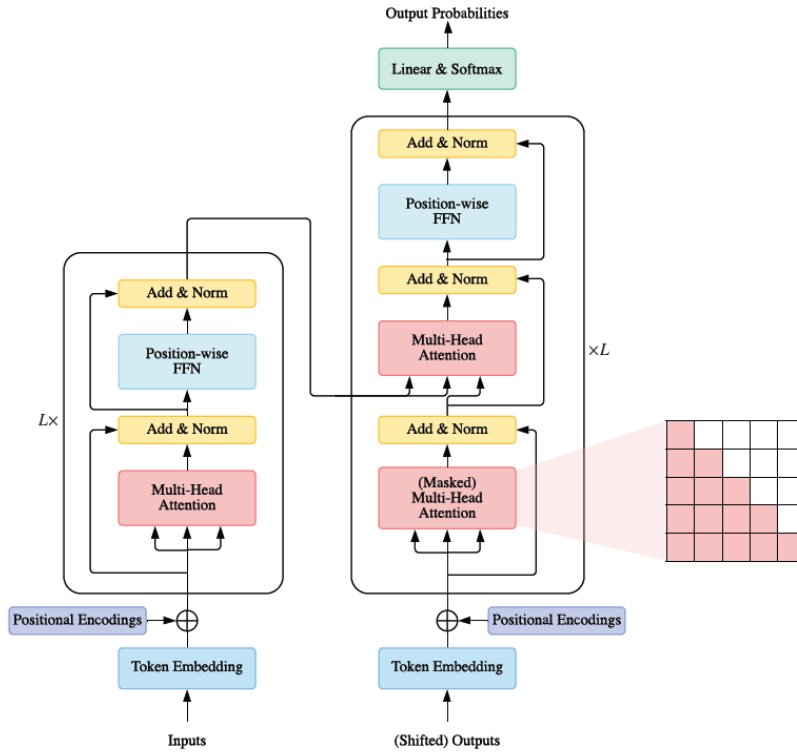 Output Probabilities
Linear & Softmax
Add & Norm
Position-wise
FFN
Add & Norm
Multi-Head
Attention
×L
Add & Norm
(Masked)
Multi-Head
Attention
Positional Encodings
Token Embedding
(Shifted) Outputs
Add & Norm
Position-wise
FFN
L×
Add & Norm
Multi-Head
Attention
Positional Encodings
Token Embedding
Inputs